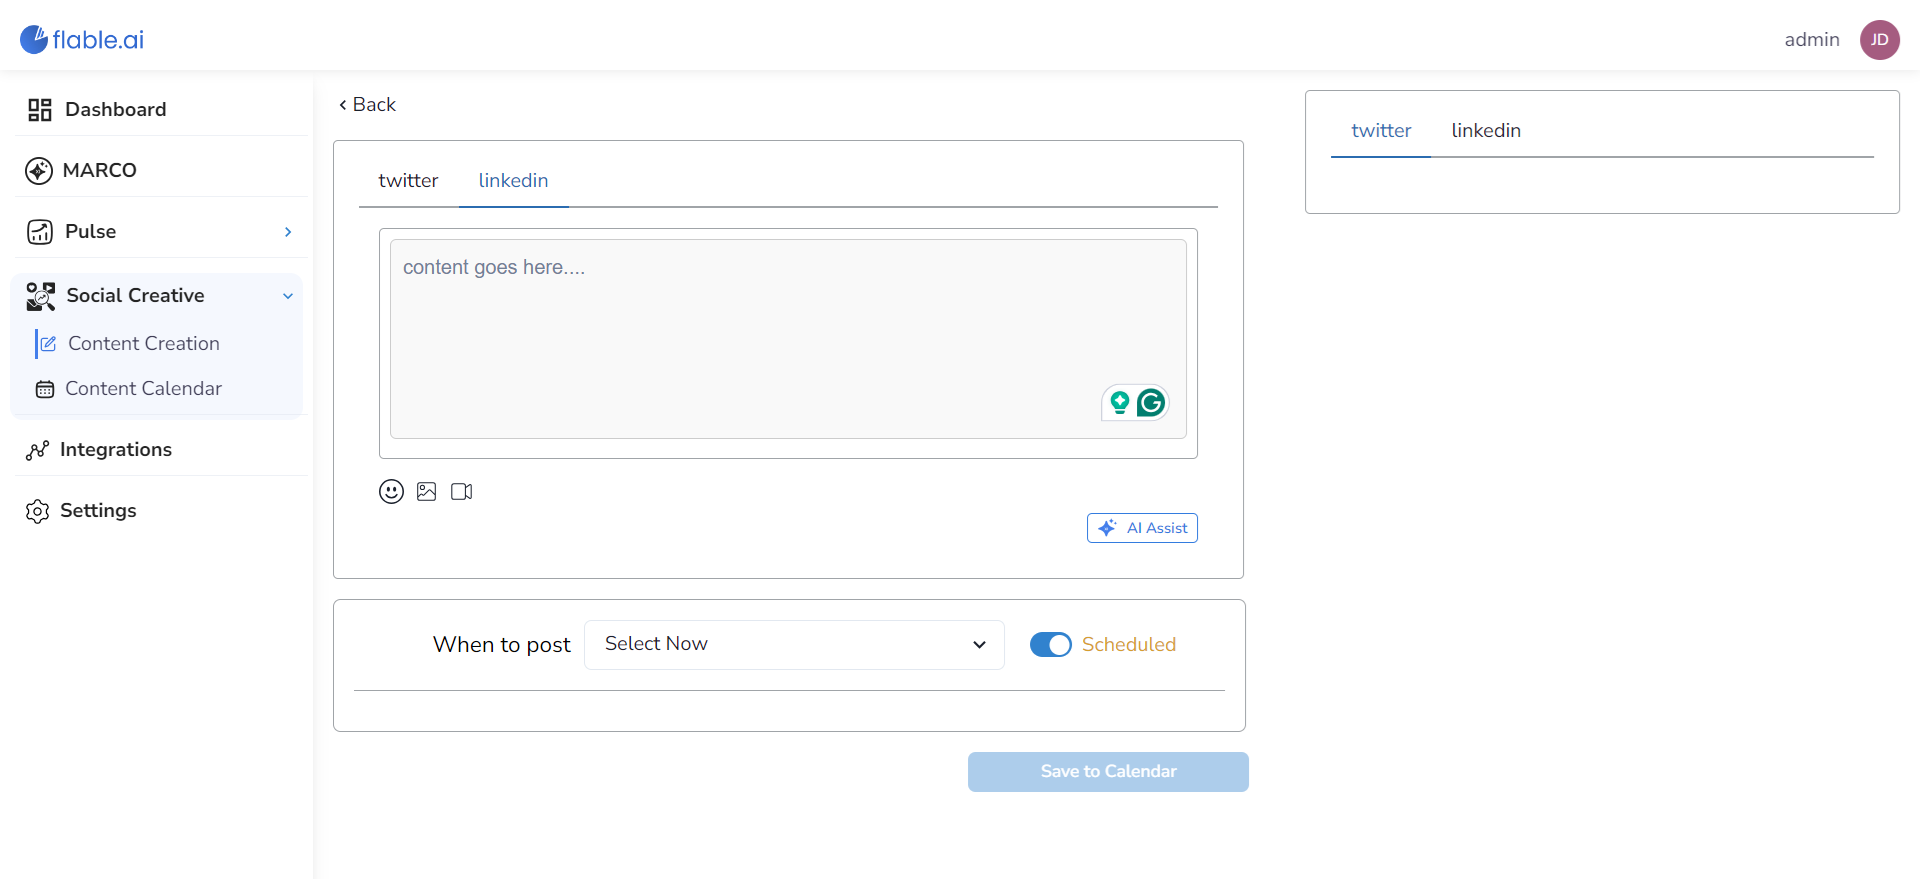 flable.ai
admin
JD
Dashboard
MARCO
Pulse
Social Creative
Content Creation
Content Calendar
Integrations
Settings
Back
twitter linkedin
content goes here....
G
AI Assist
When to post Select Now Scheduled
Save to Calendar
twitter linkedin